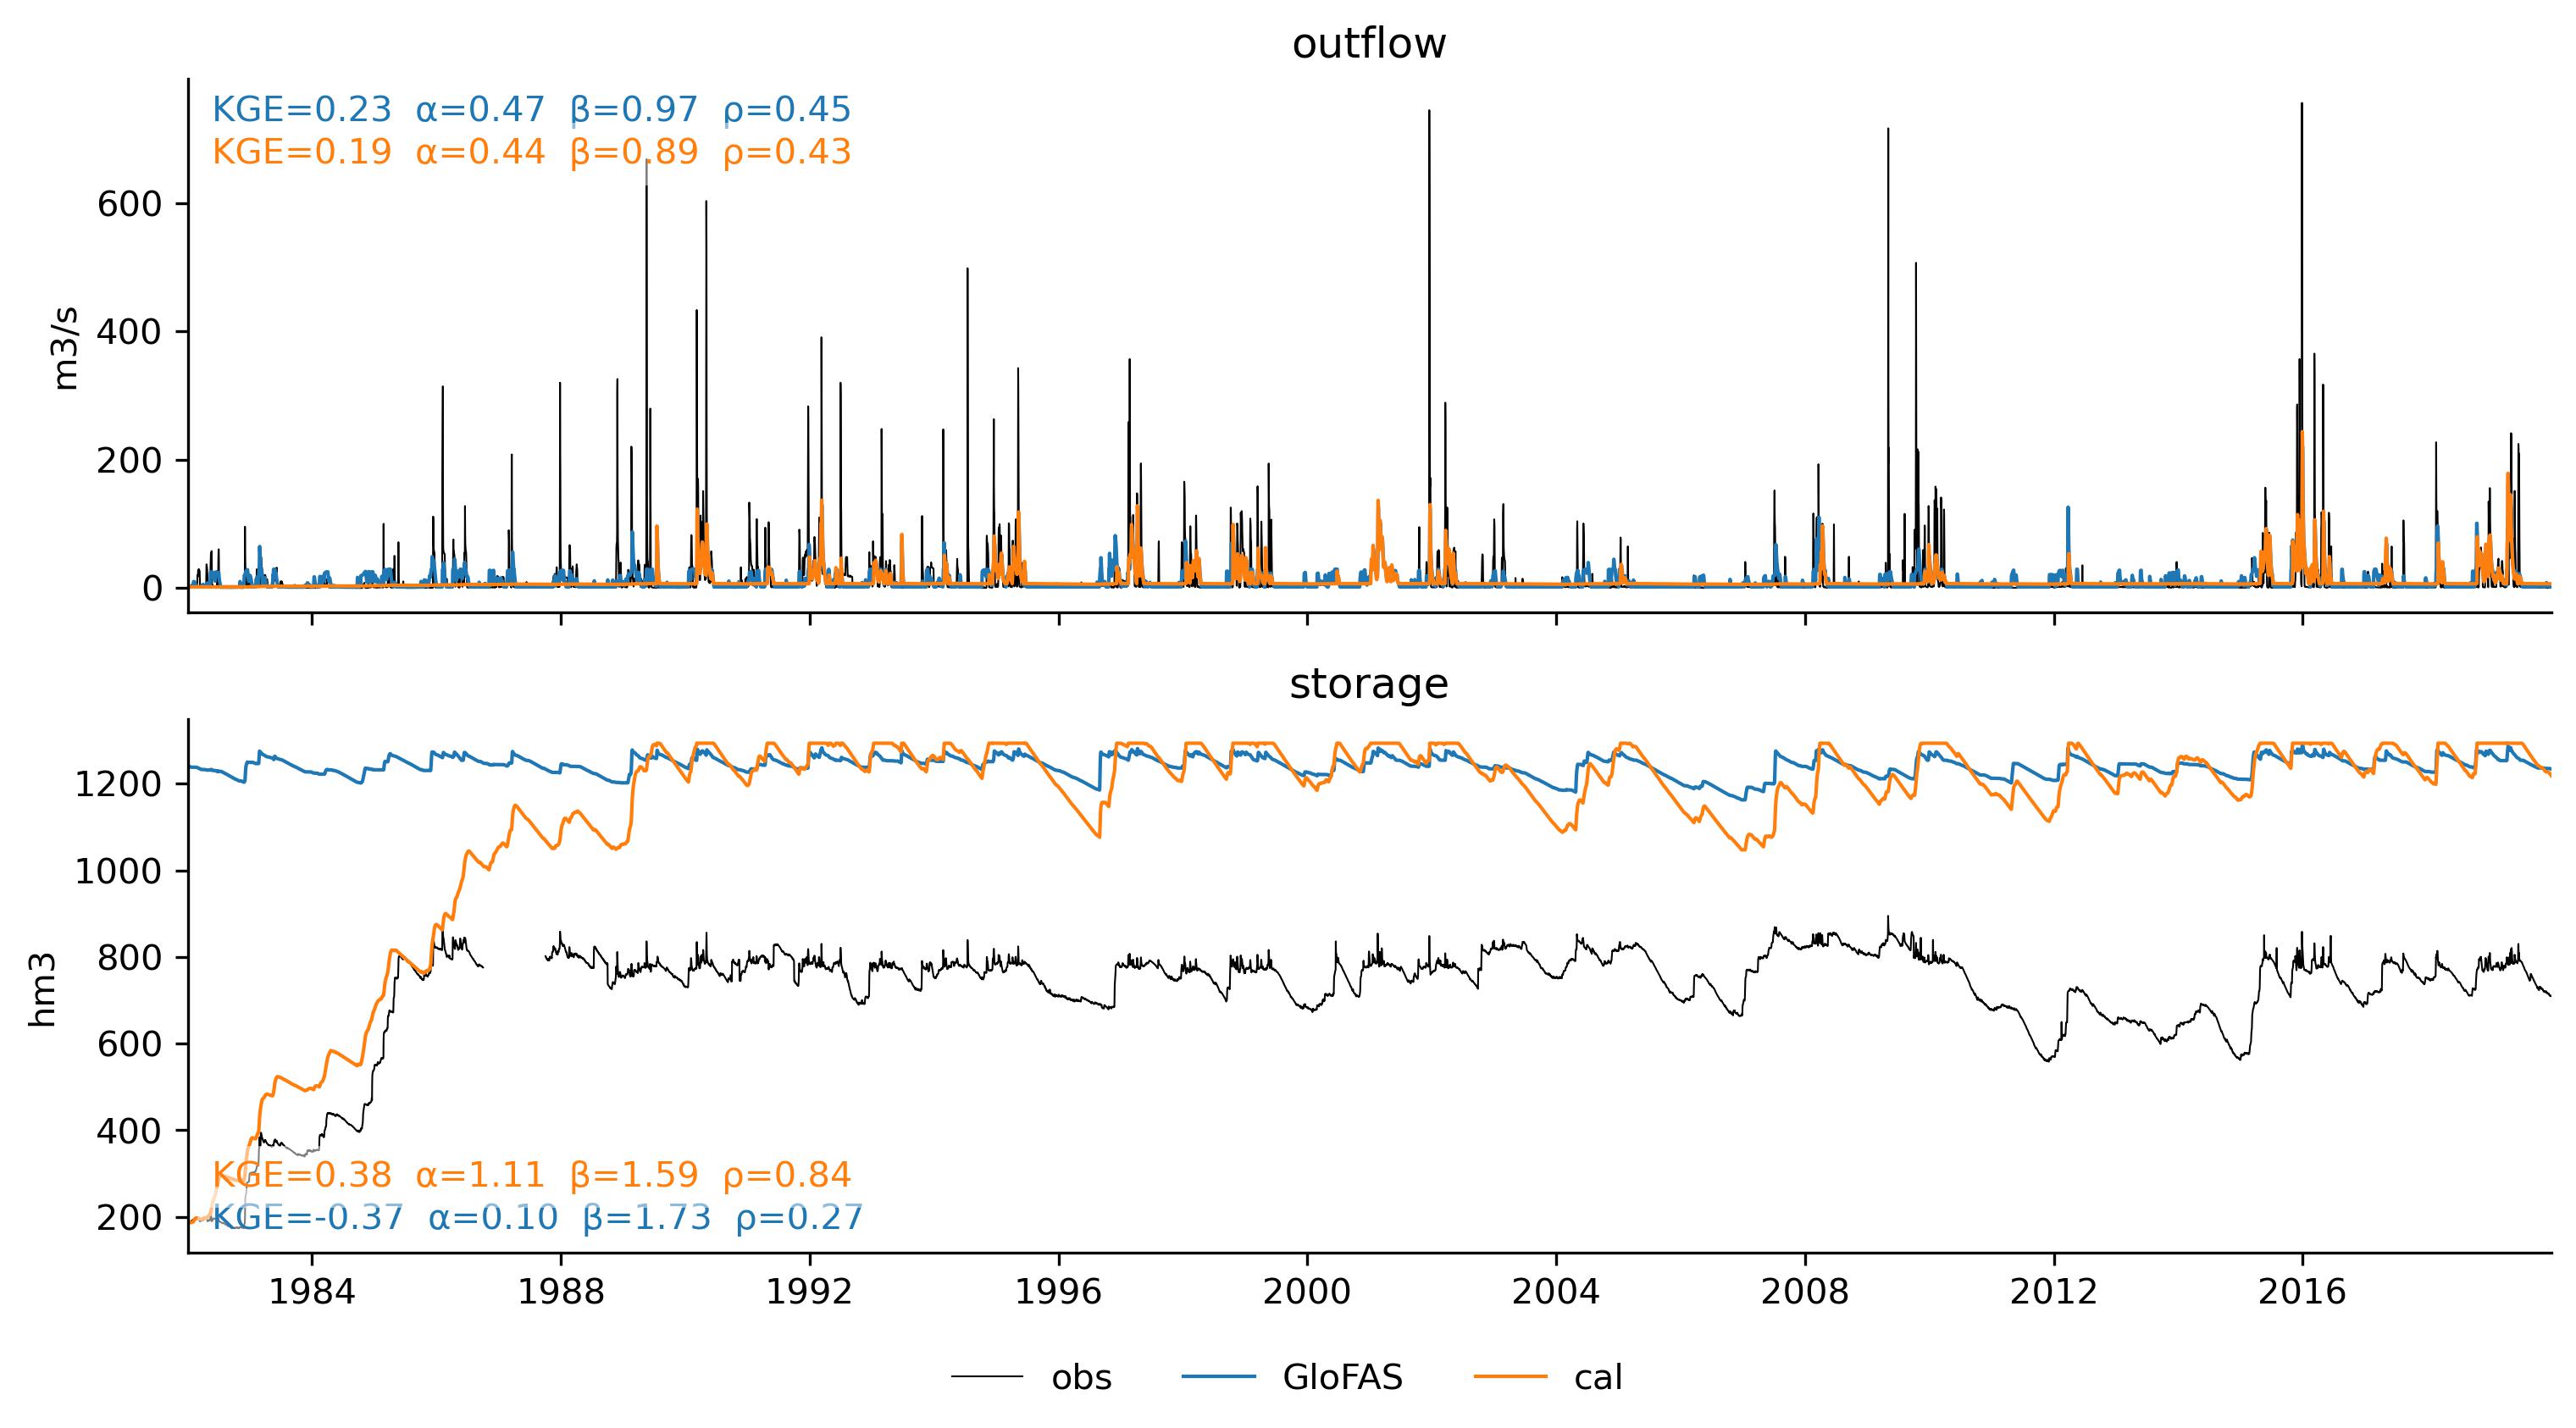 outflow
KGE=0.23 α=0.47 β=0.97 ρ=0.45
KGE=0.19 α=0.44 β=0.89 ρ=0.43
m3/s
600
400
200
0
storage
hm3
1200
1000
800
600
400
200
KGE=0.38 α=1.11 β=1.59 ρ=0.84
KGE=-0.37 α=0.10 β=1.73 ρ=0.27
1984 1988 1992 1996 2000 2004 2008 2012 2016
obs GloFAS cal